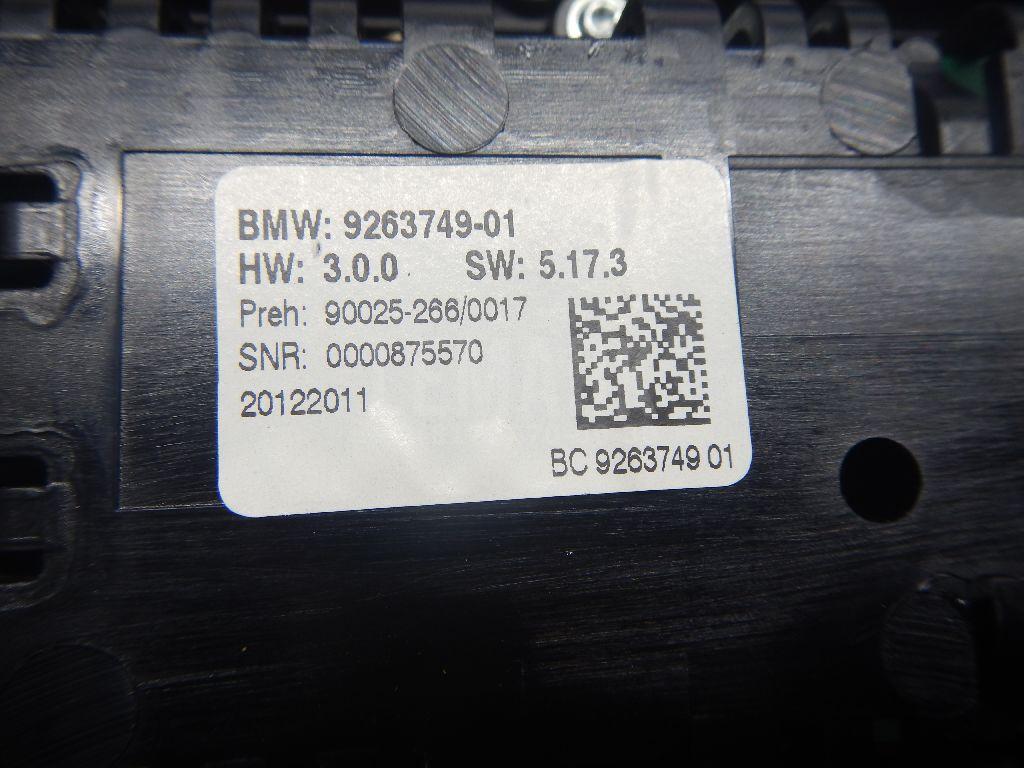 BMW: 9263749-01
HW: 3.0.0 SW: 5.17.3
Preh: 90025-266/0017
SNR: 0000875570
20122011
BC 9263749 01